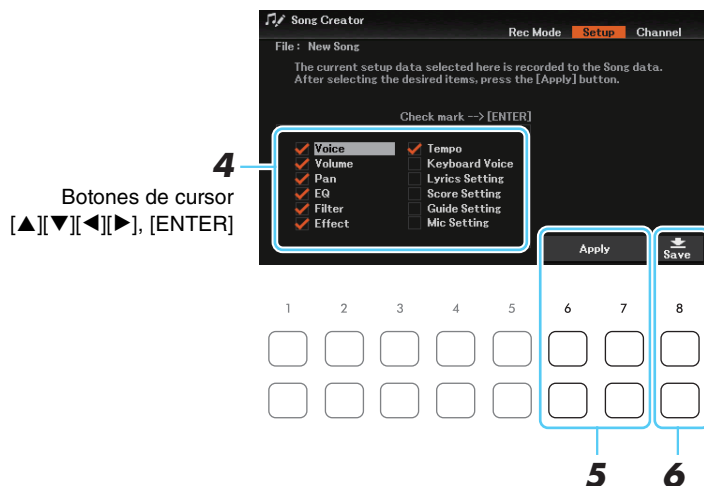 Song Creator
Rec Mode Setup Channel
File : New Song
The current setup data selected here is recorded to the Song data.
After selecting the desired items, press the [Apply] button.
Check mark --> [ENTER]
Voice Tempo
Volume Keyboard Voice
Pan Lyrics Setting
EQ Score Setting
Filter Guide Setting
Effect Mic Setting
4
Botones de cursor
[▲][▼][◀][▶], [ENTER]
Apply Save
1 2 3 4 5 6 7 8
5 6